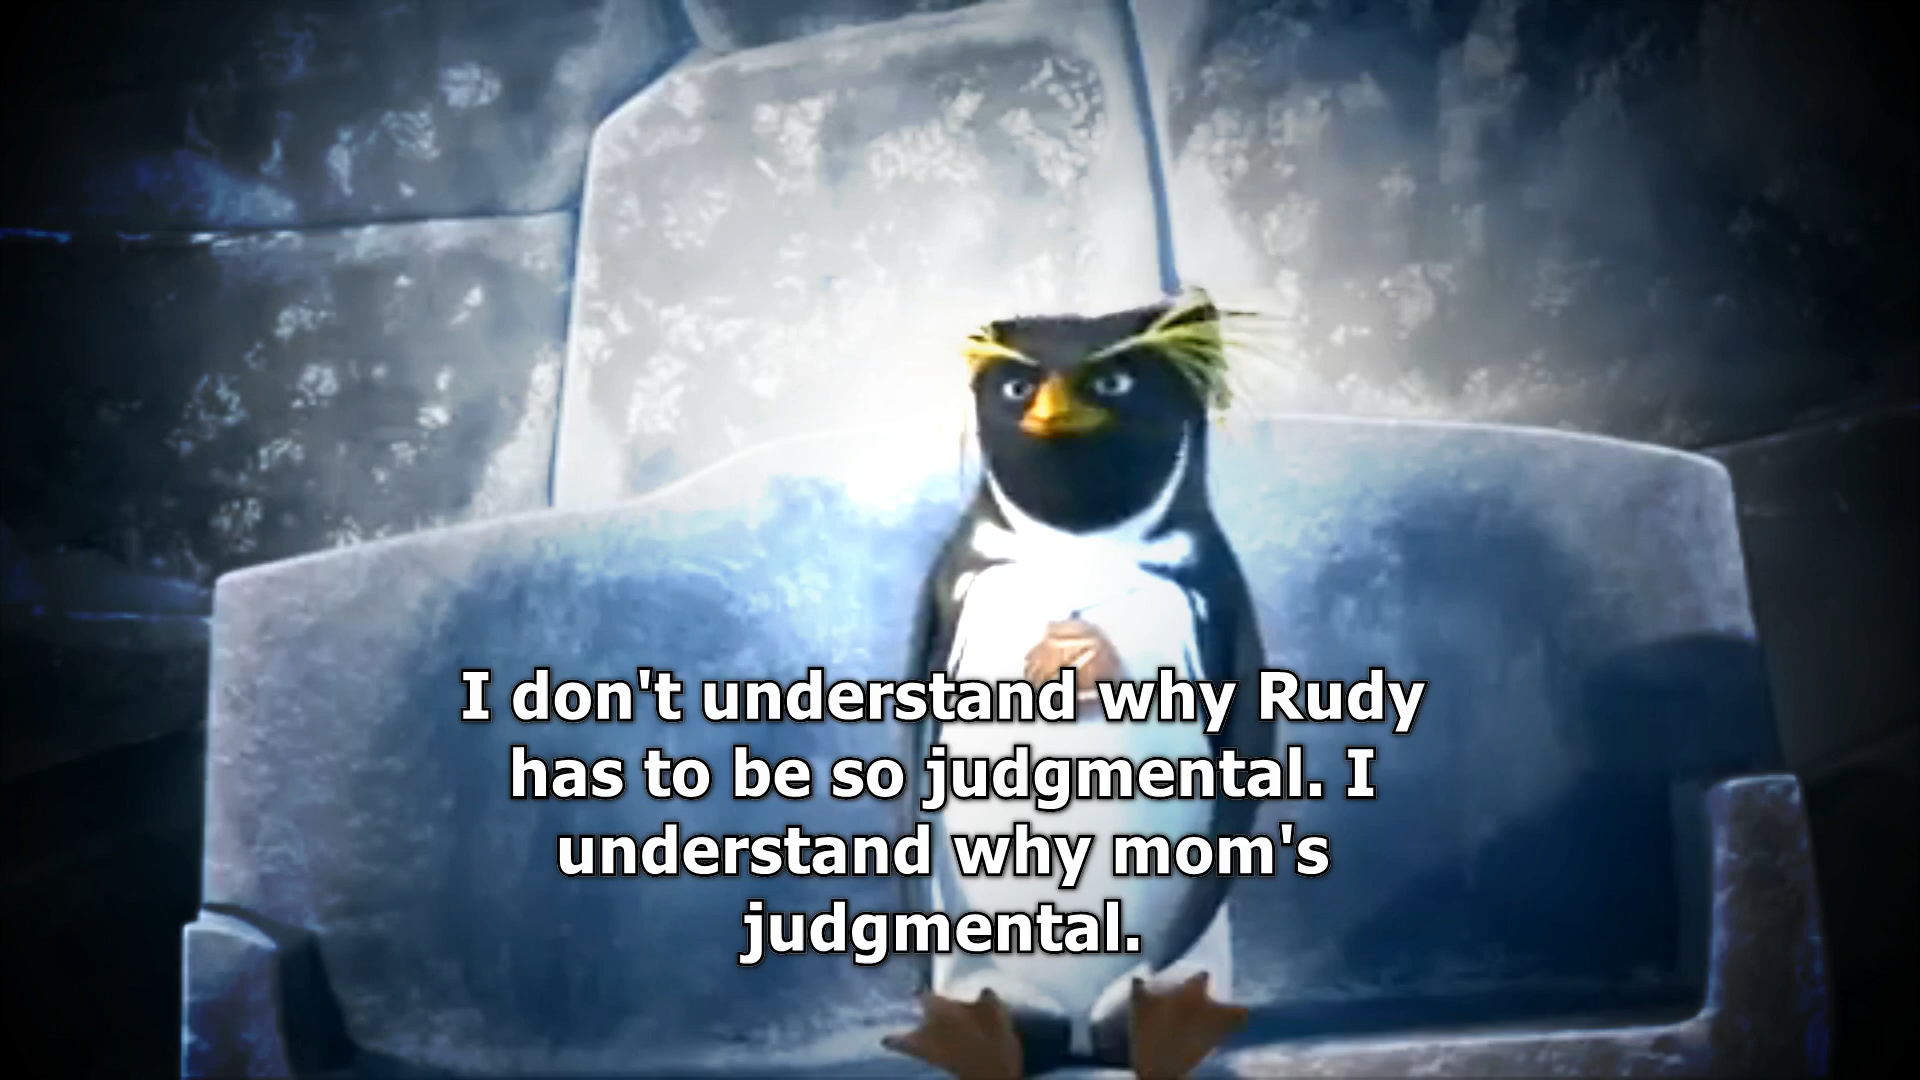 I don't understand why Rudy
has to be so judgmental. I
understand why mom's
judgmental.